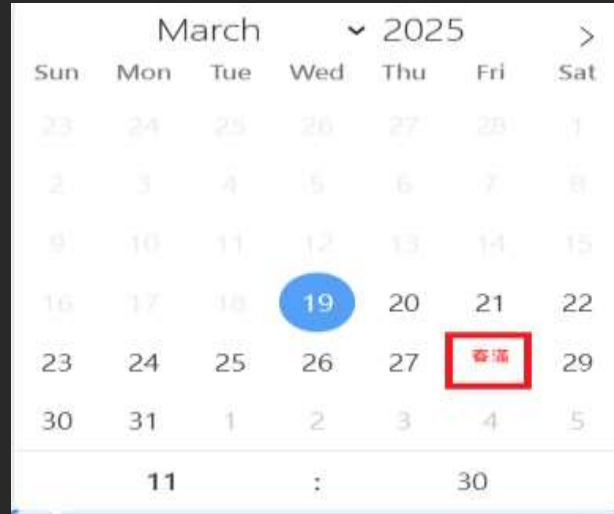 March 2025 >
Sun Mon Tue Wed Thu Fri Sat
23 24 25 26 27 28 1
2 3 4 5 6 7 8
9 10 11 12 13 14 15
16 17 18 19 20 21 22
23 24 25 26 27 春滿 29
30 31 1 2 3 4 5
11 : 30